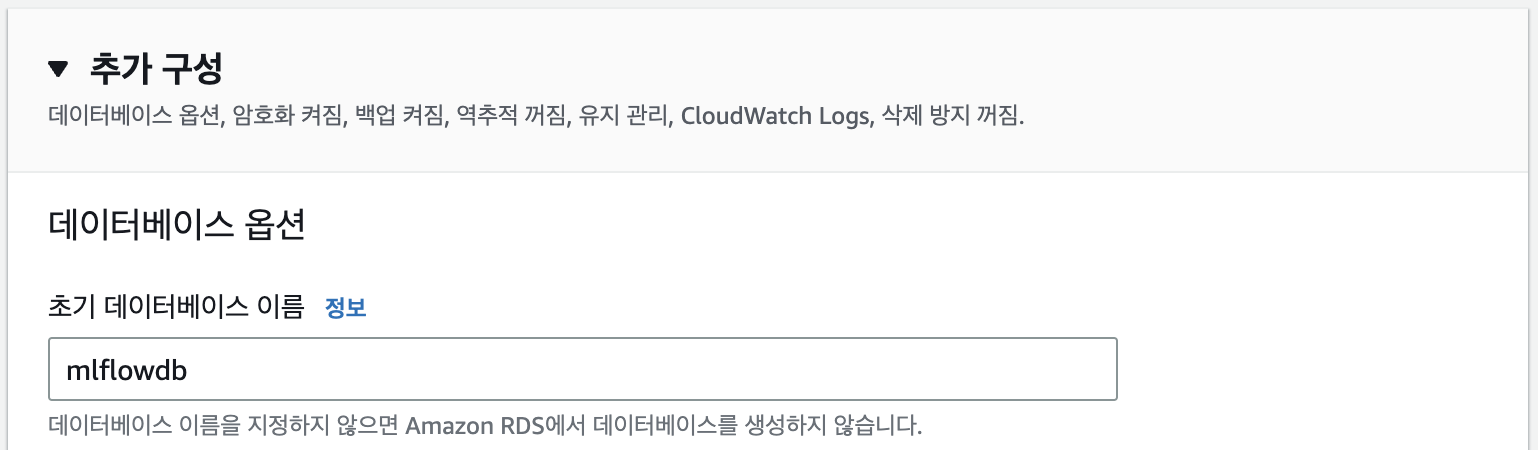 ▼ 추가 구성
데이터베이스 옵션, 암호화 켜짐, 백업 켜짐, 역추적 꺼짐, 유지 관리, CloudWatch Logs, 삭제 방지 꺼짐.
데이터베이스 옵션
초기 데이터베이스 이름 정보
mlflowdb
데이터베이스 이름을 지정하지 않으면 Amazon RDS에서 데이터베이스를 생성하지 않습니다.